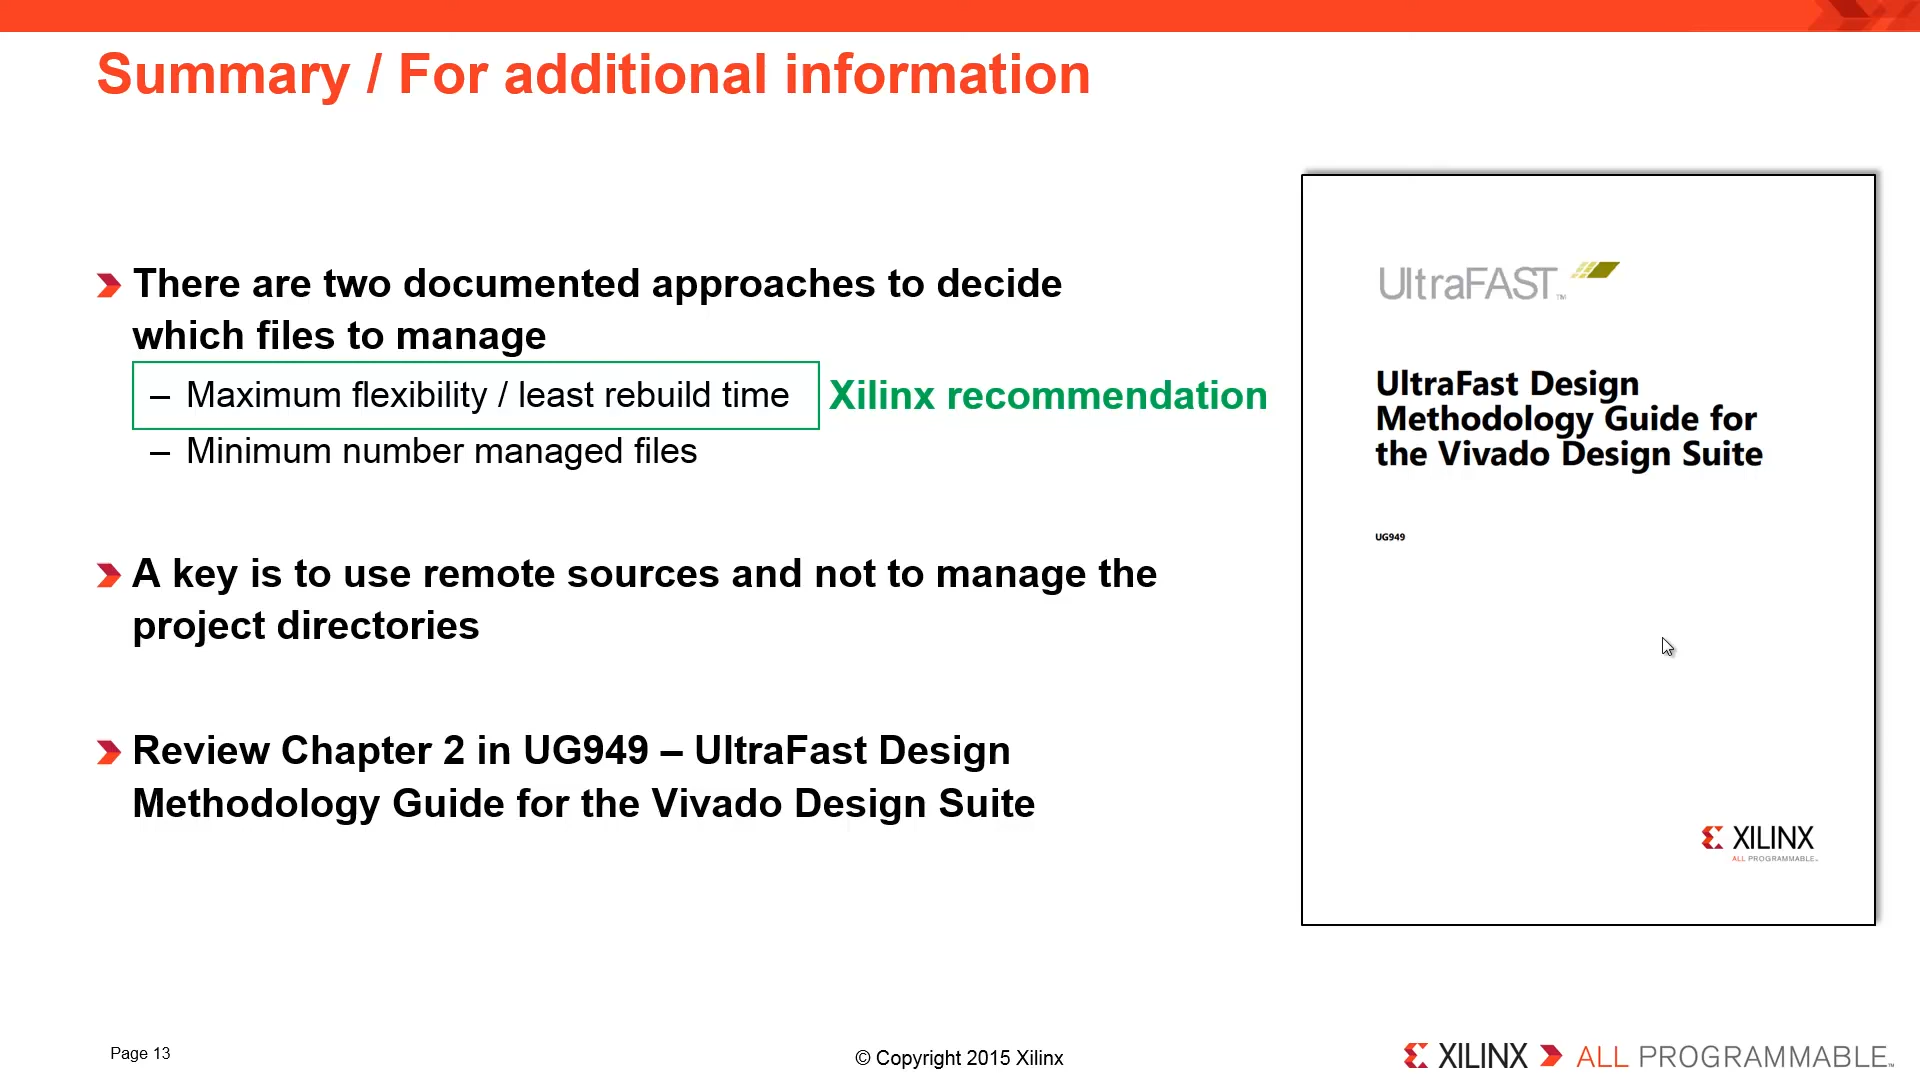 Summary / For additional information
There are two documented approaches to decide
which files to manage
– Maximum flexibility / least rebuild time
Xilinx recommendation
– Minimum number managed files
A key is to use remote sources and not to manage the
project directories
Review Chapter 2 in UG949 – UltraFast Design
Methodology Guide for the Vivado Design Suite
UltraFAST™
UltraFast Design
Methodology Guide for
the Vivado Design Suite
UG949
XILINX
ALL PROGRAMMABLE™
Page 13
© Copyright 2015 Xilinx
XILINX ALL PROGRAMMABLE™